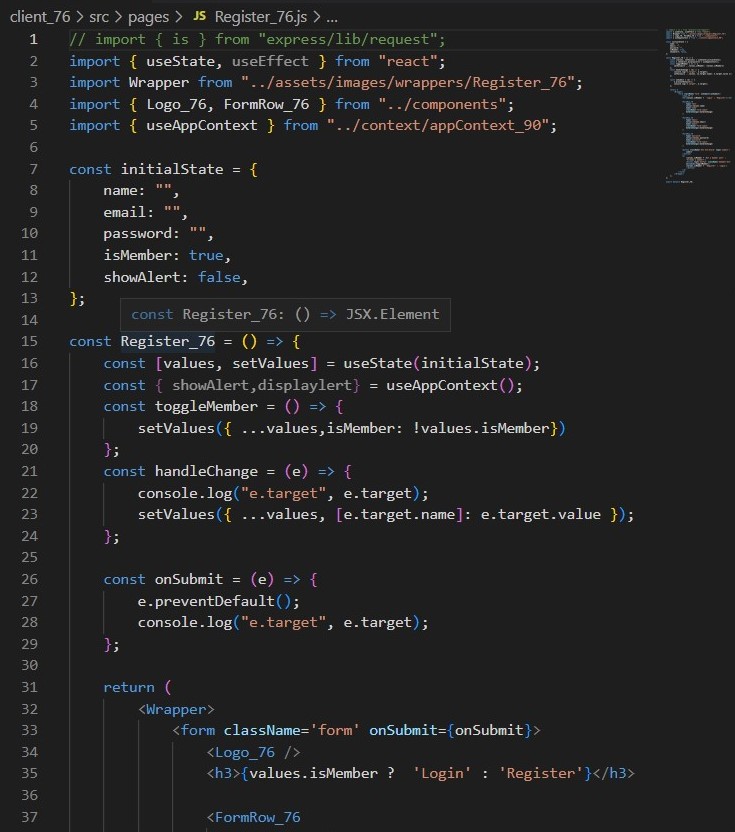 client_76 > src > pages > JS Register_76.js > ...
1 // import { is } from "express/lib/request";
2 import { useState, useEffect } from "react";
3 import Wrapper from "../assets/images/wrappers/Register_76";
4 import { Logo_76, FormRow_76 } from "../components";
5 import { useAppContext } from "../context/appContext_90";
6
7 const initialState = {
8 name: "",
9 email: "",
10 password: "",
11 isMember: true,
12 showAlert: false,
13 };
const Register_76: () => JSX.Element
14
15 const Register_76 = () => {
16 const [values, setValues] = useState(initialState);
17 const { showAlert,displaylert} = useAppContext();
18 const toggleMember = () => {
19 setValues({ ...values,isMember: !values.isMember})
20 };
21 const handleChange = (e) => {
22 console.log("e.target", e.target);
23 setValues({ ...values, [e.target.name]: e.target.value });
24 };
25
26 const onSubmit = (e) => {
27 e.preventDefault();
28 console.log("e.target", e.target);
29 };
30
31 return (
32 <Wrapper>
33 <form className='form' onSubmit={onSubmit}>
34 <Logo_76 />
35 <h3>{values.isMember ?  'Login' : 'Register'}</h3>
36
37 <FormRow_76